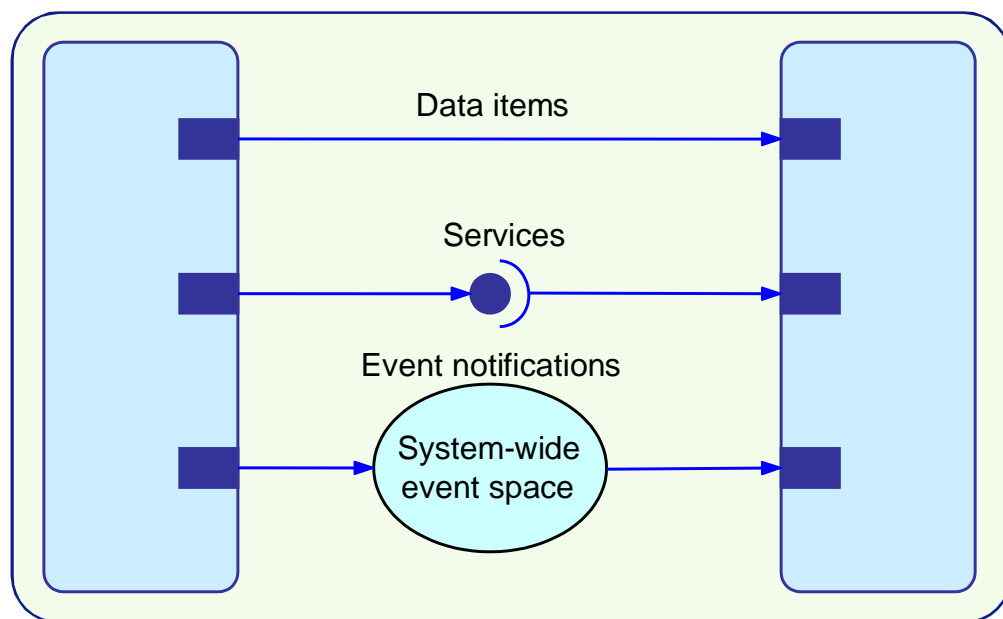 Data items
Services
Event notifications
System-wide
event space